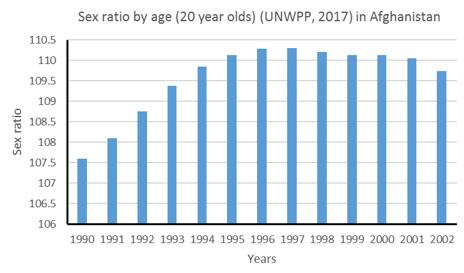 Sex ratio by age (20 year olds) (UNWPP, 2017) in Afghanistan
110.5
110
109.5
109
108.5
108
107.5
107
106.5
106
Sex ratio
1990 1991 1992 1993 1994 1995 1996 1997 1998 1999 2000 2001 2002
Years